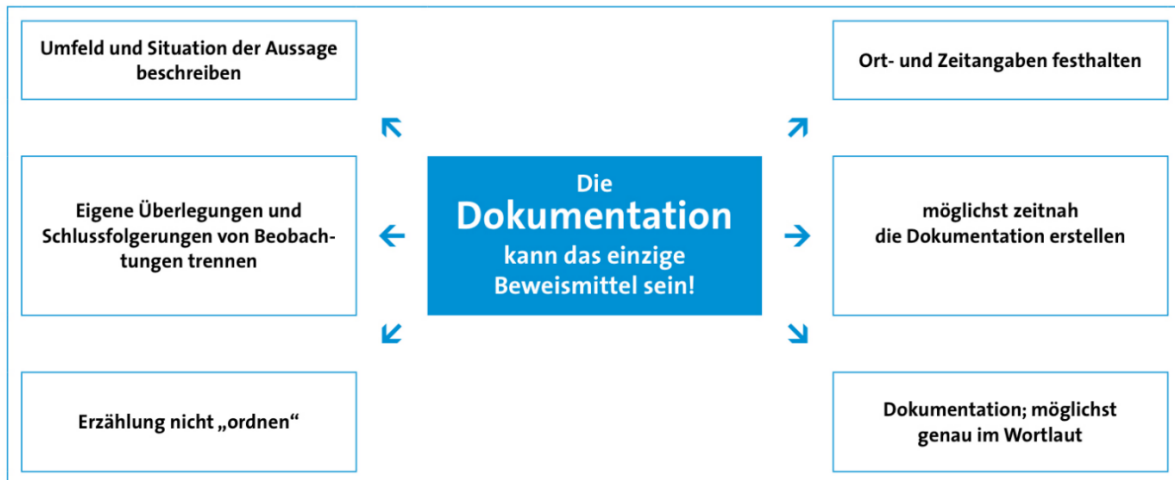 Umfeld und Situation der Aussage
beschreiben
Ort- und Zeitangaben festhalten
Eigene Überlegungen und
Schlussfolgerungen von Beobach-
tungen trennen
Die
Dokumentation
kann das einzige
Beweismittel sein!
möglichst zeitnah
die Dokumentation erstellen
Erzählung nicht „ordnen“
Dokumentation; möglichst
genau im Wortlaut